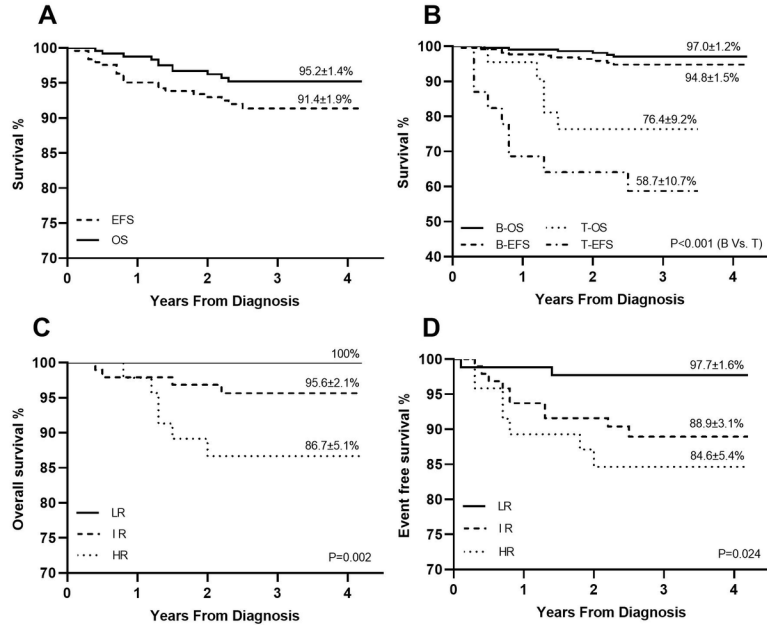 A
100
95
90
85
80
75
70
Survival %
95.2±1.4%
91.4±1.9%
EFS
OS
0 1 2 3 4
Years From Diagnosis
B
100
90
80
70
60
50
40
Survival %
97.0±1.2%
94.8±1.5%
76.4±9.2%
58.7±10.7%
B-OS T-OS
B-EFS T-EFS
P<0.001 (B Vs. T)
0 1 2 3 4
Years From Diagnosis
C
100
95
90
85
80
75
70
Overall survival %
100%
95.6±2.1%
86.7±5.1%
LR
IR
HR
P=0.002
0 1 2 3 4
Years From Diagnosis
D
100
95
90
85
80
75
70
Event free survival %
97.7±1.6%
88.9±3.1%
84.6±5.4%
LR
IR
HR
P=0.024
0 1 2 3 4
Years From Diagnosis